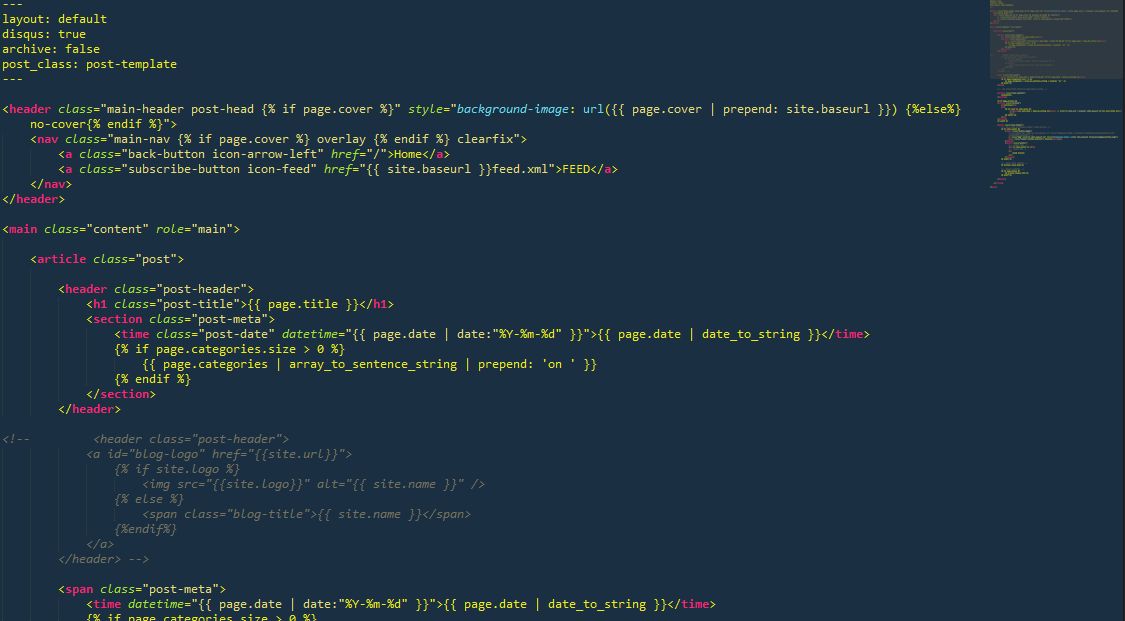 ---
layout: default
disqus: true
archive: false
post_class: post-template
---
<header class="main-header post-head {% if page.cover %}" style="background-image: url({{ page.cover | prepend: site.baseurl }}) {%else%}
no-cover{% endif %}">
<nav class="main-nav {% if page.cover %} overlay {% endif %} clearfix">
<a class="back-button icon-arrow-left" href="/">Home</a>
<a class="subscribe-button icon-feed" href="{{ site.baseurl }}feed.xml">FEED</a>
</nav>
</header>
<main class="content" role="main">
<article class="post">
<header class="post-header">
<h1 class="post-title">{{ page.title }}</h1>
<section class="post-meta">
<time class="post-date" datetime="{{ page.date | date:"%Y-%m-%d" }}">{{ page.date | date_to_string }}</time>
{% if page.categories.size > 0 %}
{{ page.categories | array_to_sentence_string | prepend: 'on ' }}
{% endif %}
</section>
</header>
<!-- <header class="post-header">
<a id="blog-logo" href="{{site.url}}">
{% if site.logo %}
<img src="{{site.logo}}" alt="{{ site.name }}" />
{% else %}
<span class="blog-title">{{ site.name }}</span>
{%endif%}
</a>
</header> -->
<span class="post-meta">
<time datetime="{{ page.date | date:"%Y-%m-%d" }}">{{ page.date | date_to_string }}</time>
{% if page.categories.size > 0 %}